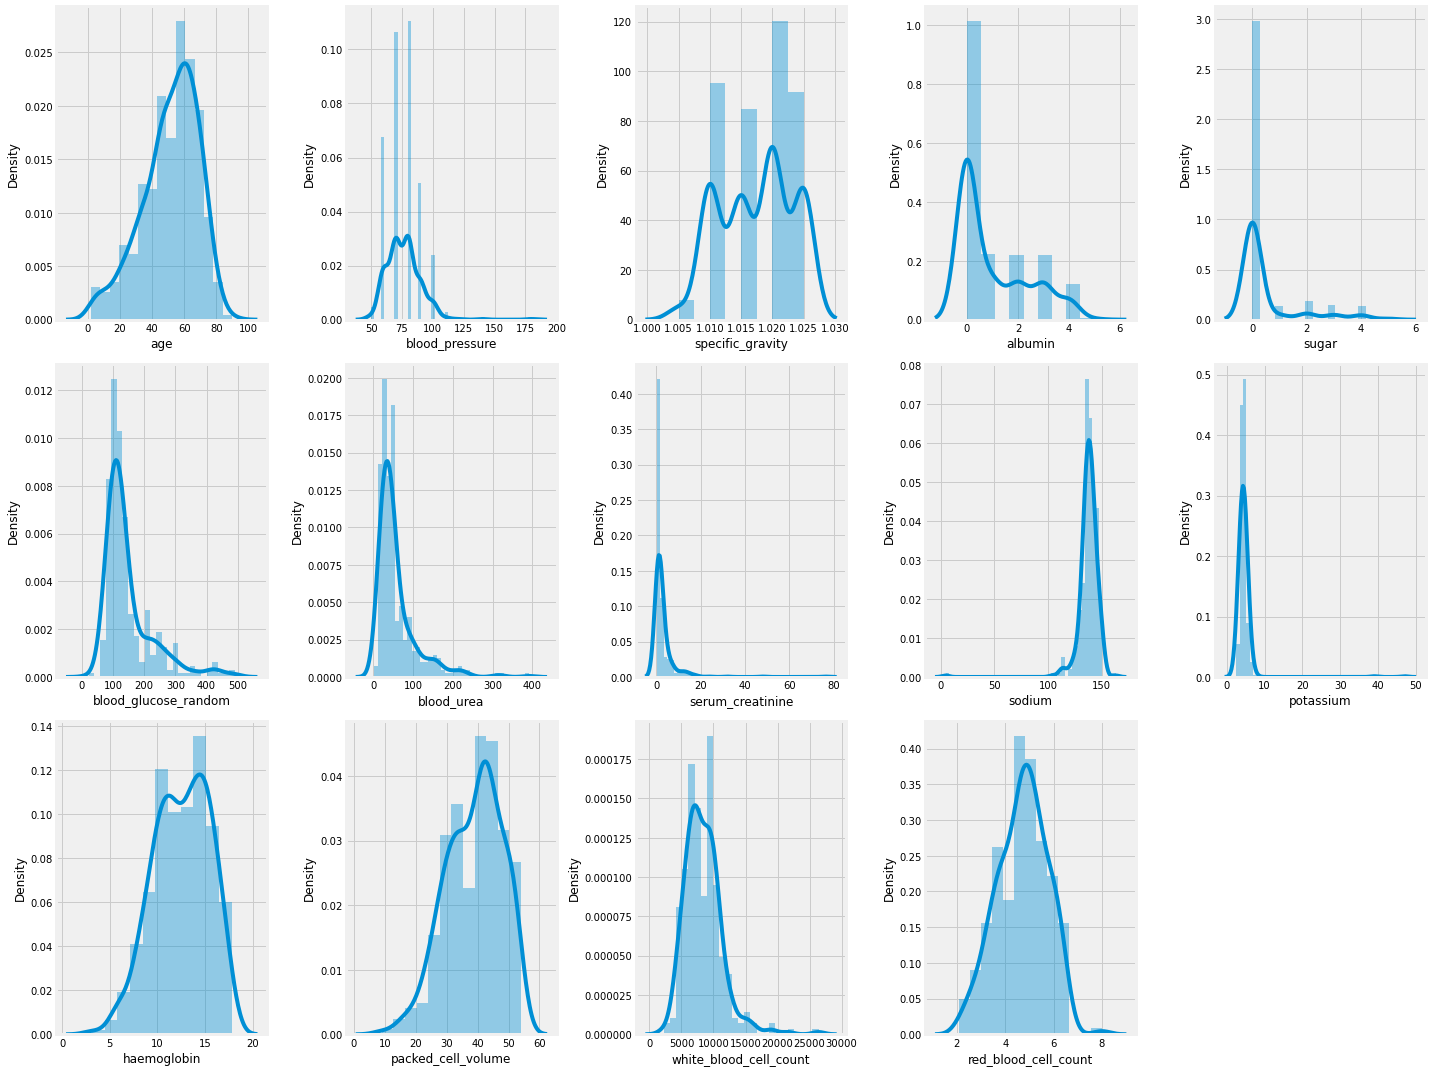 0.000 0.005 0.010 0.015 0.020 0.025
Density
0 20 40 60 80 100
age
0.00 0.02 0.04 0.06 0.08 0.10
Density
50 75 100 125 150 175 200
blood_pressure
0 20 40 60 80 100 120
Density
1.000 1.005 1.010 1.015 1.020 1.025 1.030
specific_gravity
0.0 0.2 0.4 0.6 0.8 1.0
Density
0 2 4 6
albumin
0.0 0.5 1.0 1.5 2.0 2.5 3.0
Density
0 2 4 6
sugar
0.000 0.002 0.004 0.006 0.008 0.010 0.012
Density
0 100 200 300 400 500
blood_glucose_random
0.0000 0.0025 0.0050 0.0075 0.0100 0.0125 0.0150 0.0175 0.0200
Density
0 100 200 300 400
blood_urea
0.00 0.05 0.10 0.15 0.20 0.25 0.30 0.35 0.40
Density
0 20 40 60 80
serum_creatinine
0.00 0.01 0.02 0.03 0.04 0.05 0.06 0.07 0.08
Density
0 50 100 150
sodium
0.0 0.1 0.2 0.3 0.4 0.5
Density
0 10 20 30 40 50
potassium
0.00 0.02 0.04 0.06 0.08 0.10 0.12 0.14
Density
0 5 10 15 20
haemoglobin
0.00 0.01 0.02 0.03 0.04
Density
0 10 20 30 40 50 60
packed_cell_volume
0.000000 0.000025 0.000050 0.000075 0.000100 0.000125 0.000150 0.000175
Density
0 5000 10000 15000 20000 25000 30000
white_blood_cell_count
0.00 0.05 0.10 0.15 0.20 0.25 0.30 0.35 0.40
Density
2 4 6 8
red_blood_cell_count